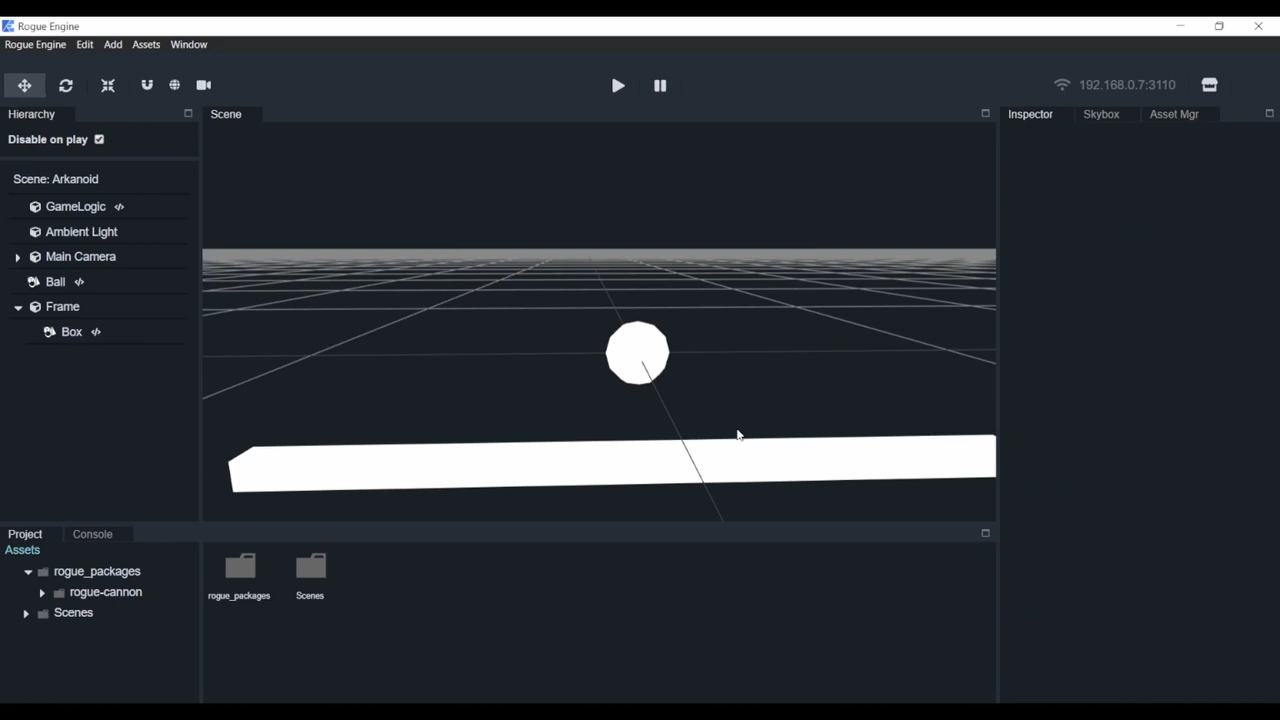 Rogue Engine
Rogue Engine Edit Add Assets Window
192.168.0.7:3110
Hierarchy
Scene
Inspector Skybox Asset Mgr
Disable on play
Scene: Arkanoid
GameLogic
Ambient Light
Main Camera
Ball
Frame
Box
Project Console
Assets
rogue_packages
rogue-cannon
Scenes
rogue_packages Scenes